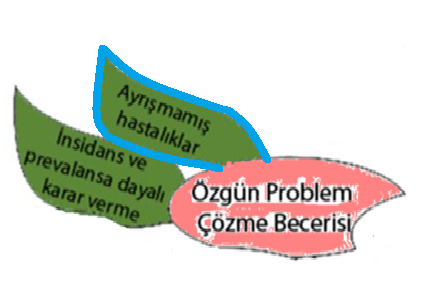 Ayrışmamış
hastalıklar
İnsidans ve
prevalansa dayalı
karar verme
Özgün Problem
Çözme Becerisi